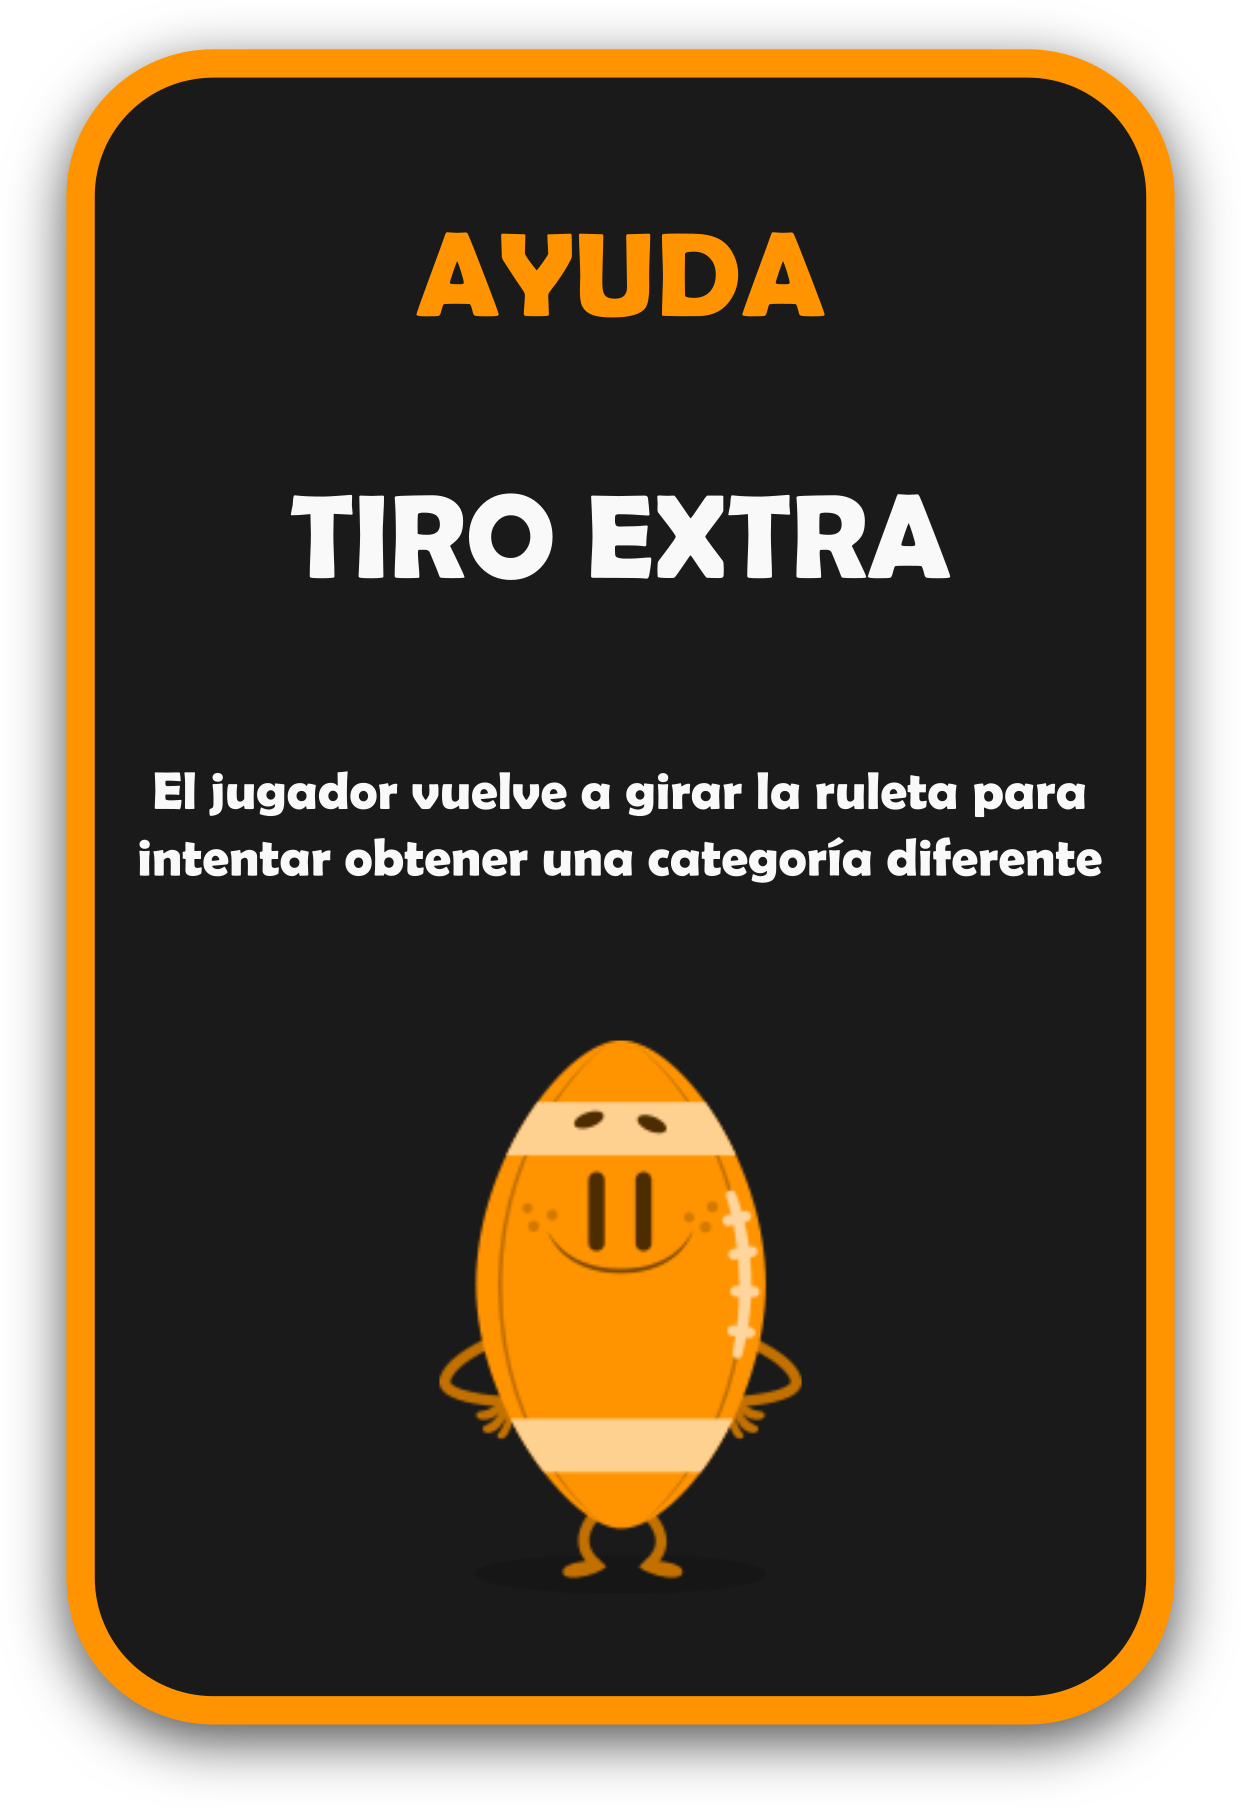 AYUDA
TIRO EXTRA
El jugador vuelve a girar la ruleta para
intentar obtener una categoría diferente